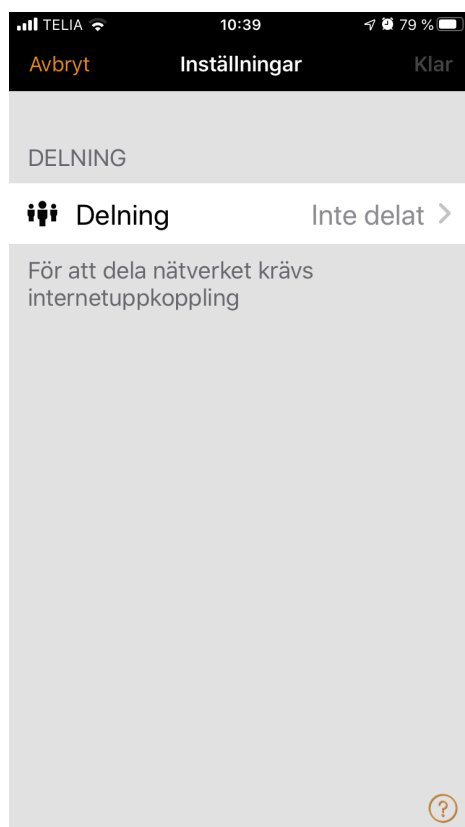 TELIA 10:39 79 %
Avbryt Inställningar Klar
DELNING
Delning Inte delat >
För att dela nätverket krävs
internetuppkoppling
?